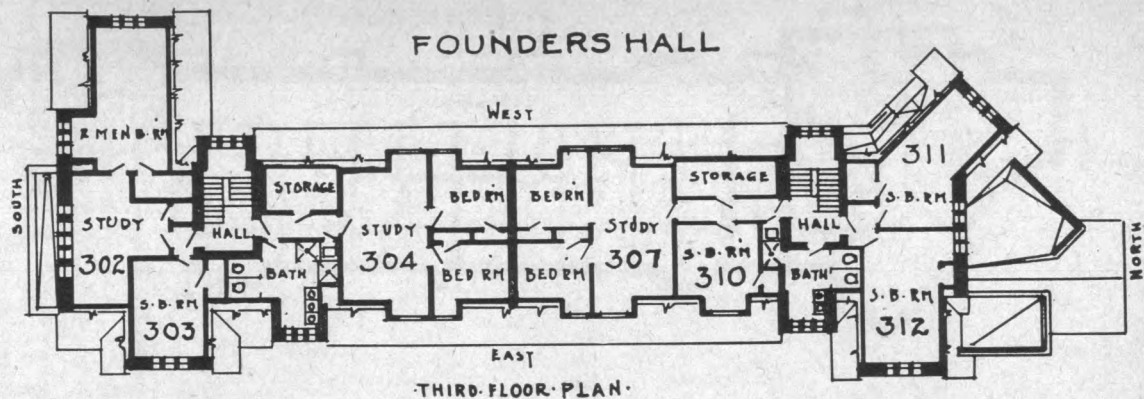 FOUNDERS HALL
WEST
2 MEN B. RM
STORAGE
BED RM
BED RM
STORAGE
311
S. B. RM
SOUTH
STUDY
302
HALL
STUDY
304
STUDY
307
S. B. RM
310
HALL
NORTH
BATH
BED RM
BED RM
BATH
S. B. RM
303
S. B. RM
312
EAST
·THIRD·FLOOR·PLAN·